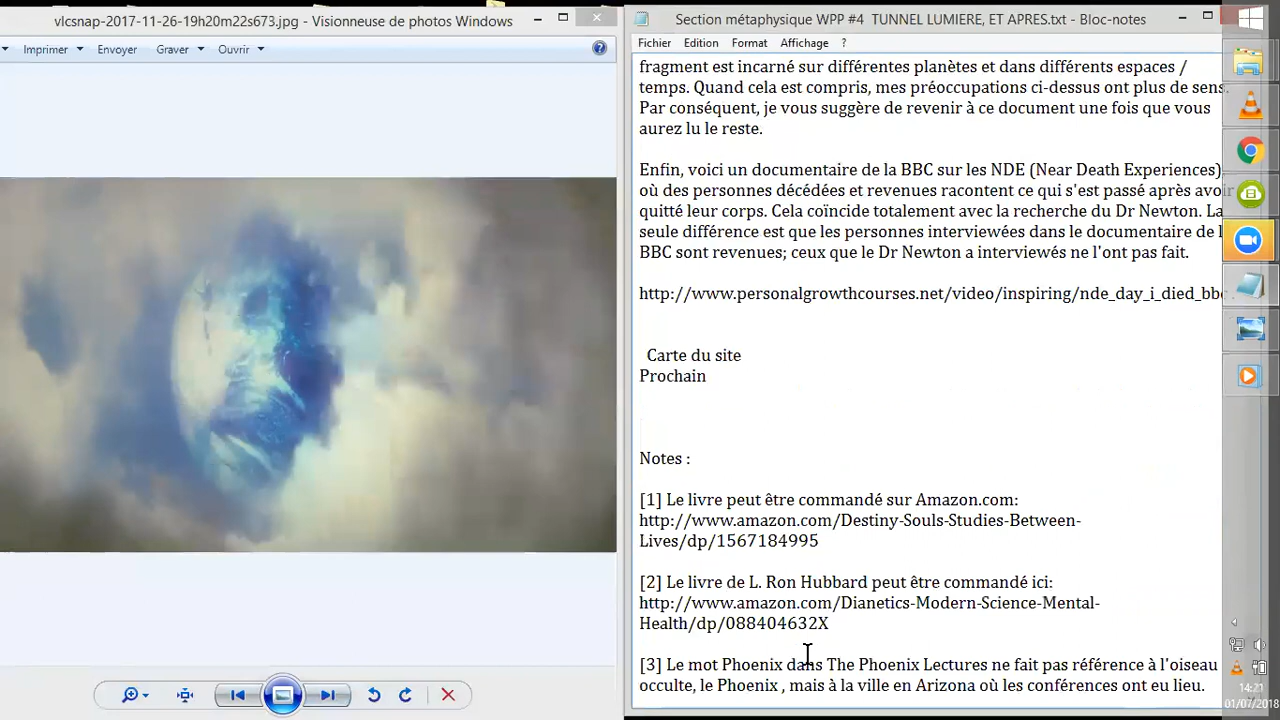 vlcsnap-2017-11-26-19h20m22s673.jpg - Visionneuse de photos Windows
Imprimer
Envoyer
Graver
Ouvrir
Section métaphysique WPP #4 TUNNEL LUMIERE, ET APRES.txt - Bloc-notes
Fichier Edition Format Affichage ?
fragment est incarné sur différentes planètes et dans différents espaces /
temps. Quand cela est compris, mes préoccupations ci-dessus ont plus de sens.
Par conséquent, je vous suggère de revenir à ce document une fois que vous
aurez lu le reste.
Enfin, voici un documentaire de la BBC sur les NDE (Near Death Experiences)
où des personnes décédées et revenues racontent ce qui s'est passé après avoir
quitté leur corps. Cela coïncide totalement avec la recherche du Dr Newton. La
seule différence est que les personnes interviewées dans le documentaire de
BBC sont revenues; ceux que le Dr Newton a interviewés ne l'ont pas fait.
http://www.personalgrowthcourses.net/video/inspiring/nde_day_i_died_bbc
Carte du site
Prochain
Notes :
[1] Le livre peut être commandé sur Amazon.com:
http://www.amazon.com/Destiny-Souls-Studies-Between-
Lives/dp/1567184995
[2] Le livre de L. Ron Hubbard peut être commandé ici:
http://www.amazon.com/Dianetics-Modern-Science-Mental-
Health/dp/088404632X
[3] Le mot Phoenix dans The Phoenix Lectures ne fait pas référence à l'oiseau
occulte, le Phoenix , mais à la ville en Arizona où les conférences ont eu lieu.
14:21
01/07/2018